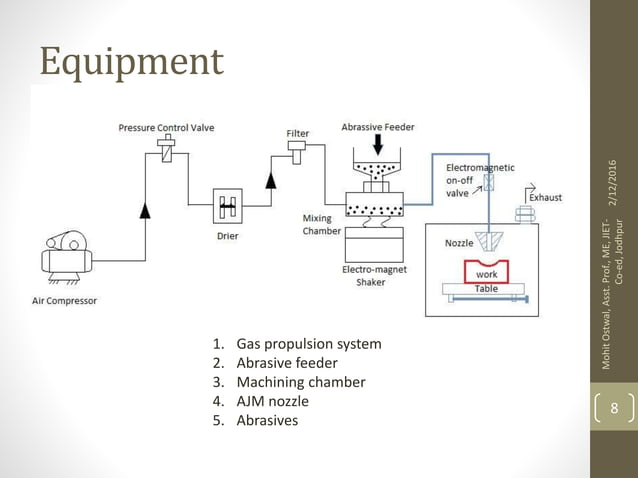 Equipment
Pressure Control Valve
Filter
Abrassive Feeder
Electromagnetic
on-off
valve
Exhaust
Drier
Mixing
Chamber
Nozzle
Air Compressor
Electro-magnet
Shaker
work
Table
1. Gas propulsion system
2. Abrasive feeder
3. Machining chamber
4. AJM nozzle
5. Abrasives
2/12/2016
Mohit Ostwal, Asst. Prof., ME, JIET-
Co-ed, Jodhpur
8